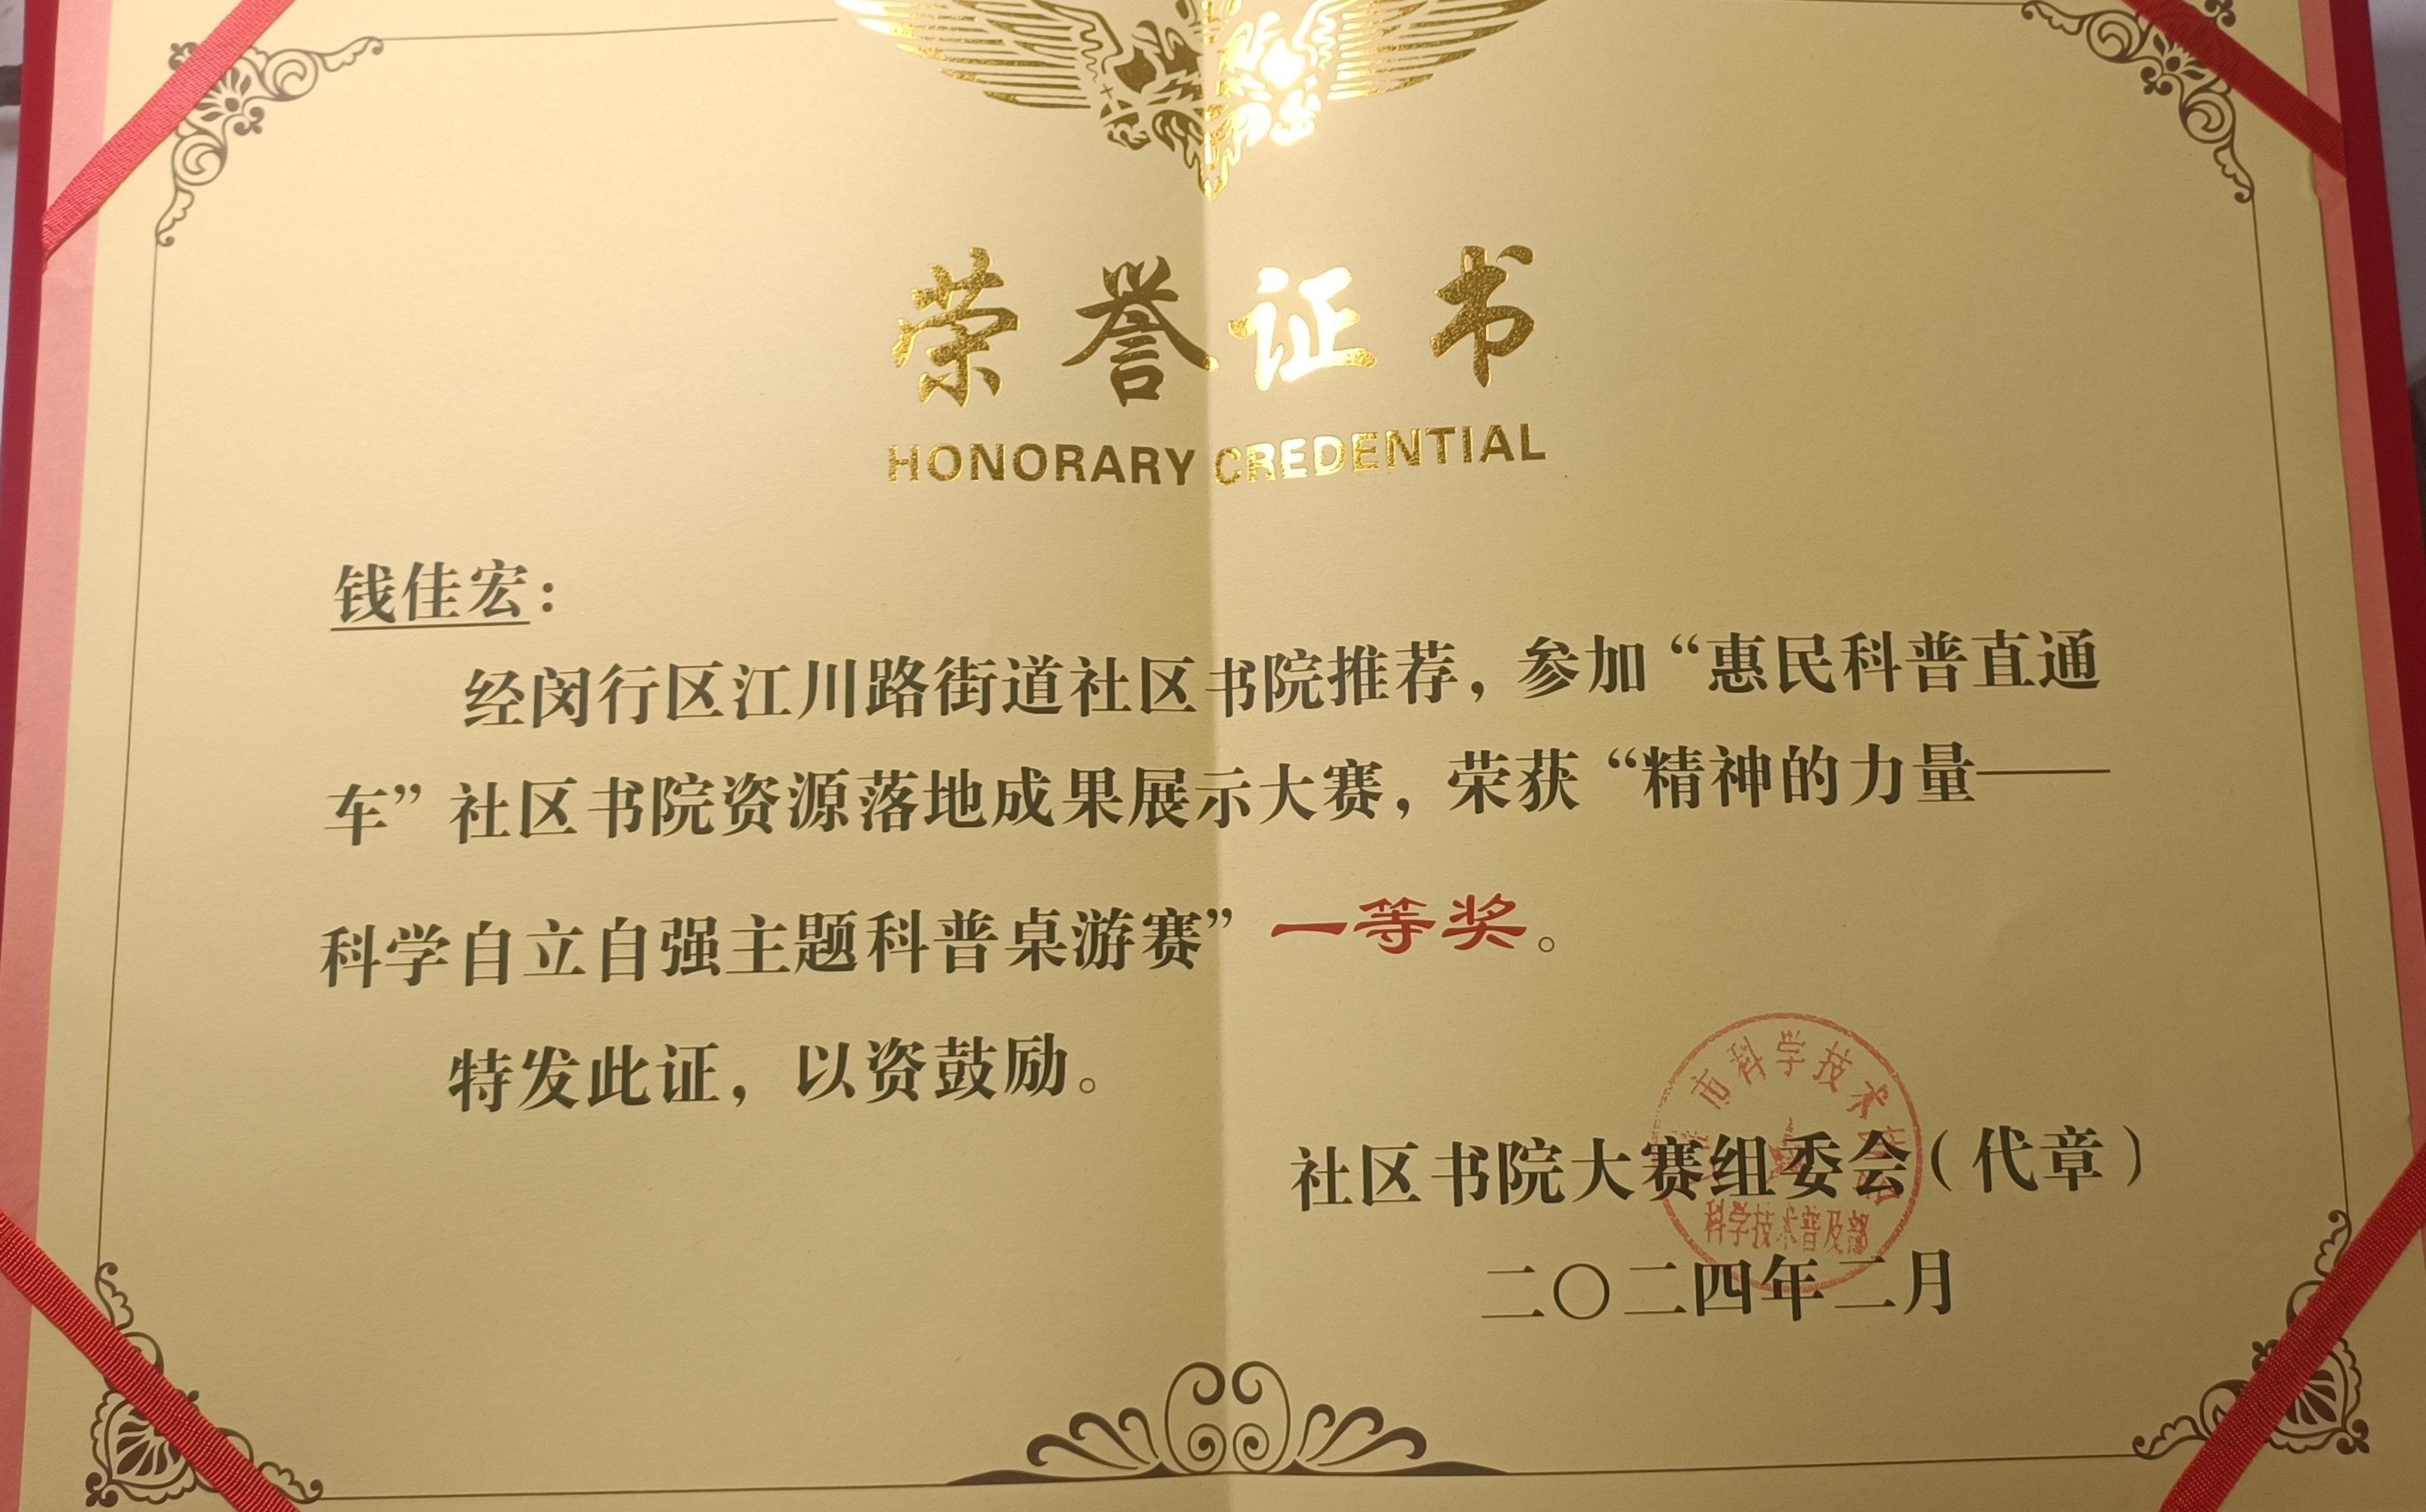 荣誉证书
HONORARY CREDENTIAL
钱佳宏：
经闵行区江川路街道社区书院推荐，参加“惠民科普直通
车”社区书院资源落地成果展示大赛，荣获“精神的力量——
科学自立自强主题科普桌游赛”一等奖。
特发此证，以资鼓励。
市科学技术
社区书院大赛组委会（代章）
科学技术普及部
二〇二四年二月